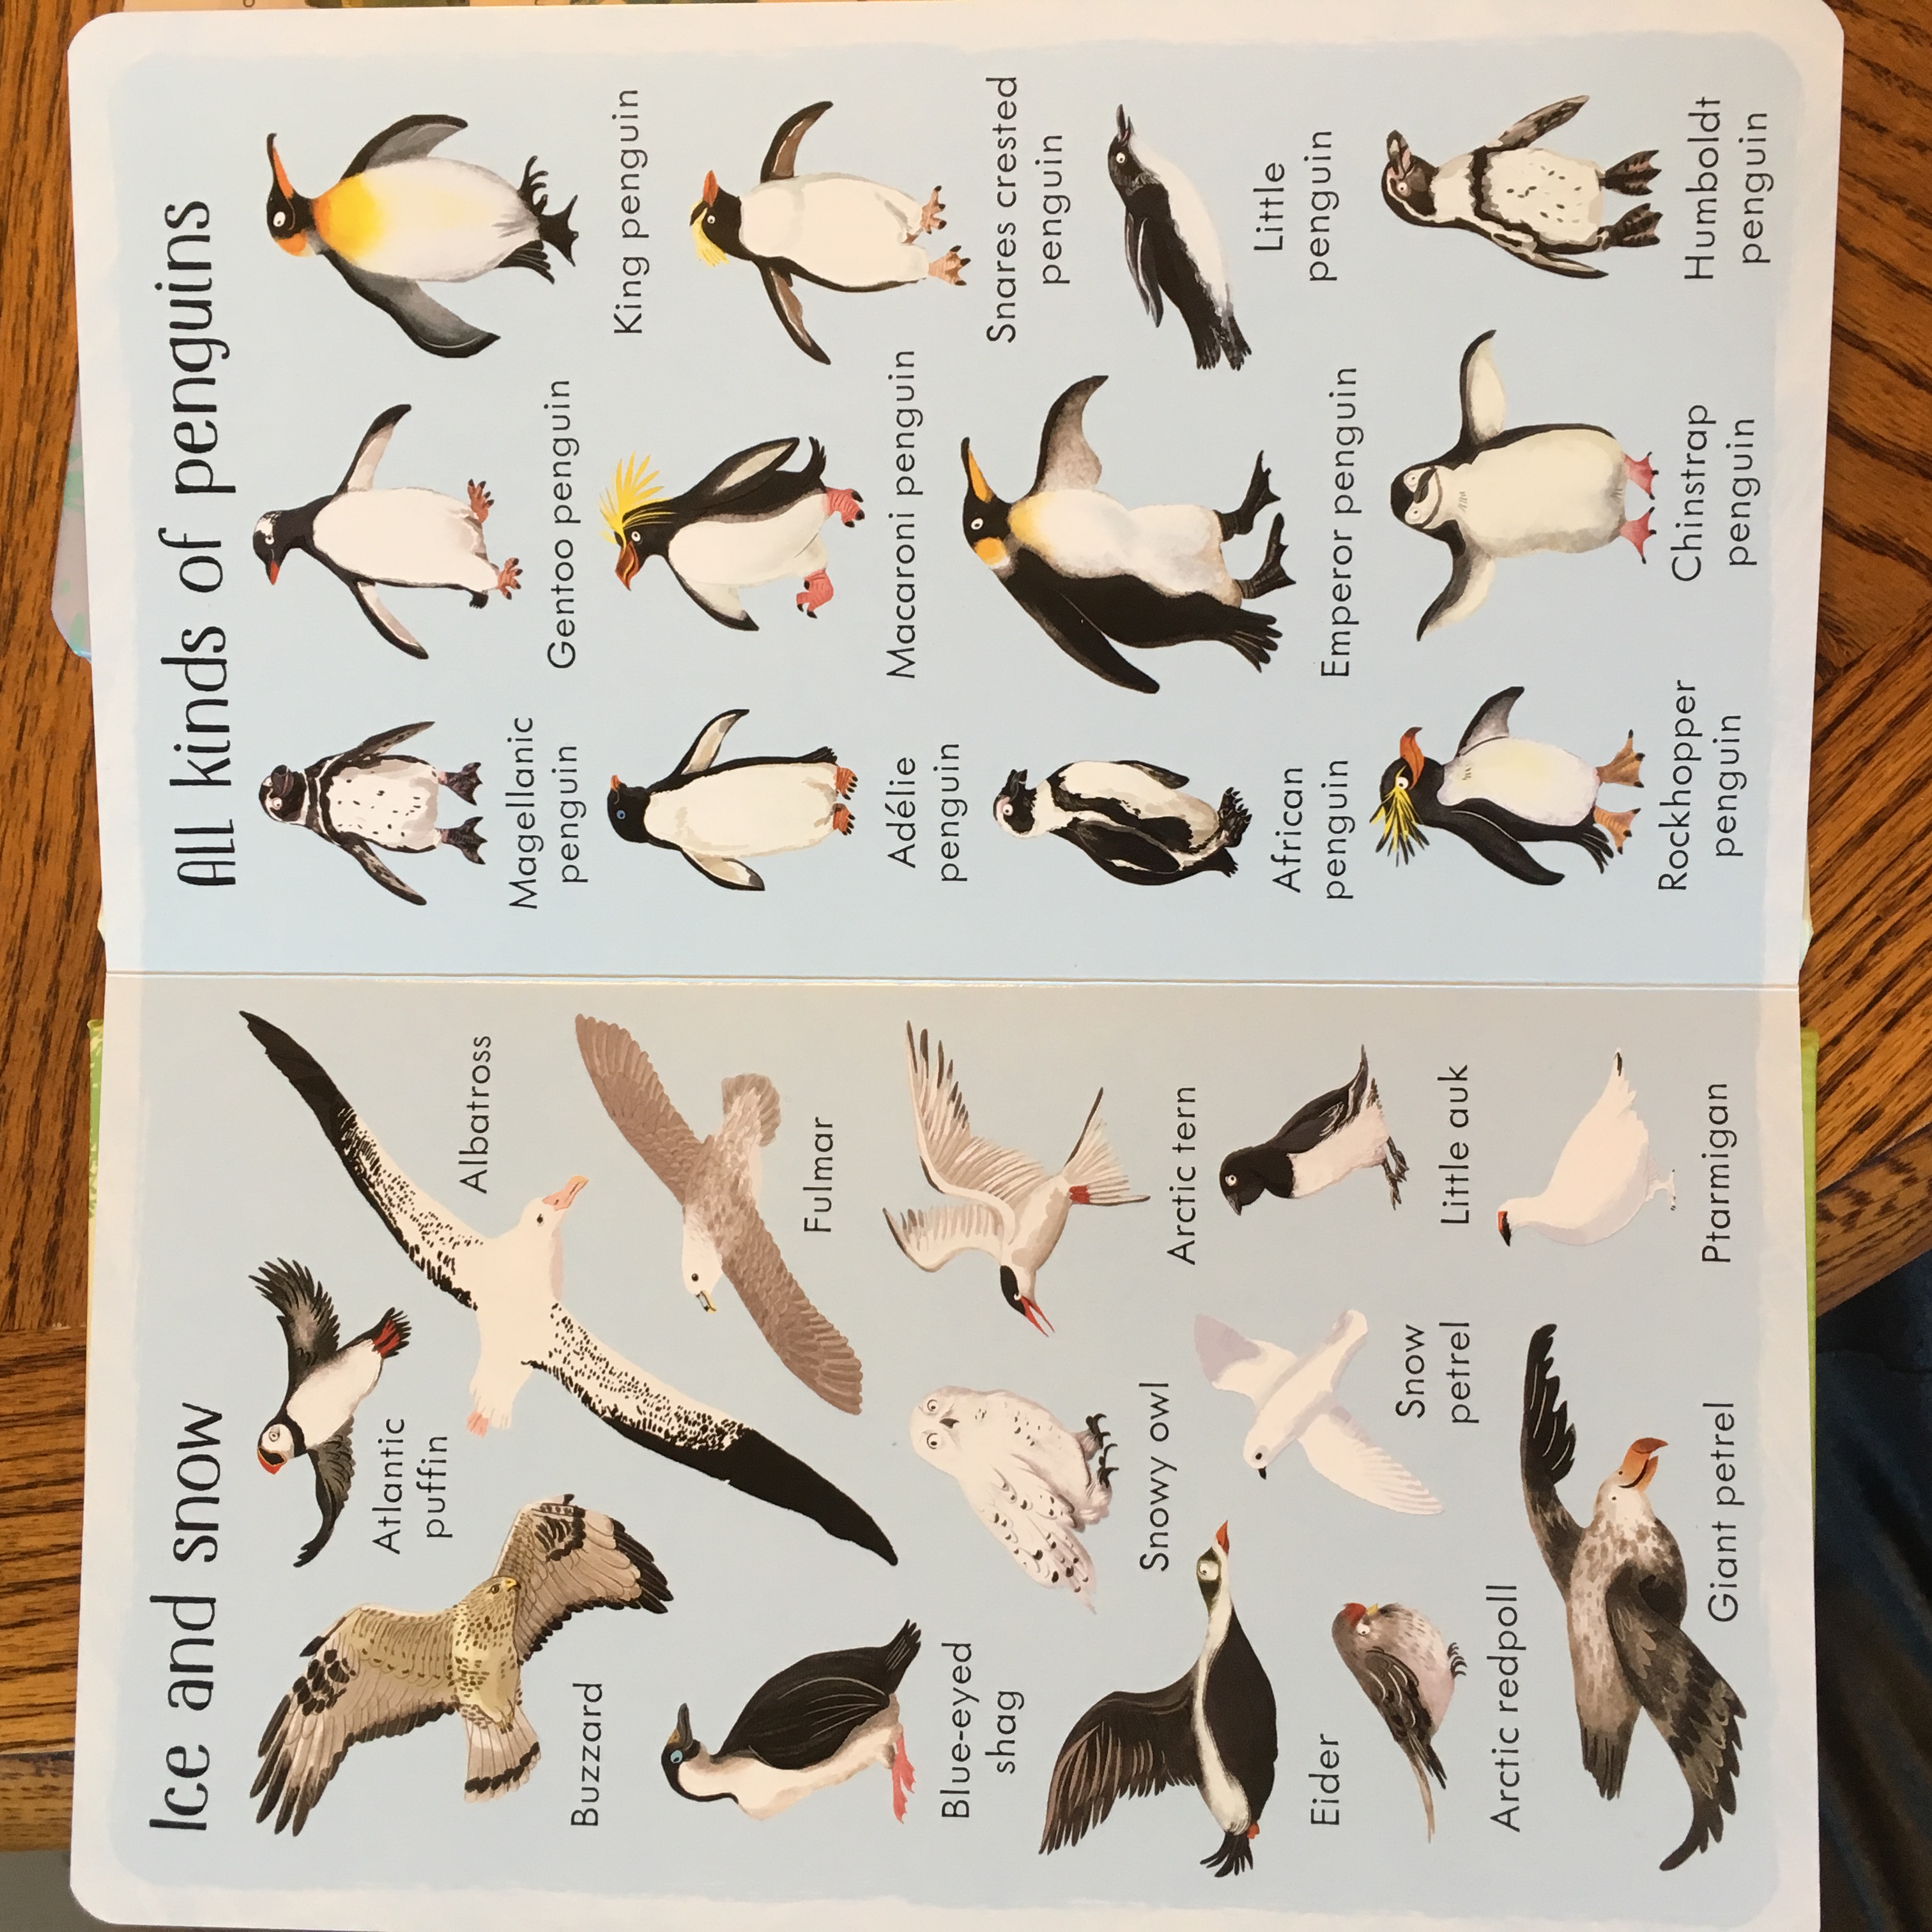 Ice and snow
Atlantic
puffin
Albatross
Buzzard
Fulmar
Blue-eyed
shag
Snowy owl
Arctic tern
Eider
Snow
petrel
Little auk
Arctic redpoll
Giant petrel
Ptarmigan
All kinds of penguins
Magellanic
penguin
Gentoo penguin
King penguin
Adélie
penguin
Macaroni penguin
Snares crested
penguin
African
penguin
Emperor penguin
Little
penguin
Rockhopper
penguin
Chinstrap
penguin
Humboldt
penguin